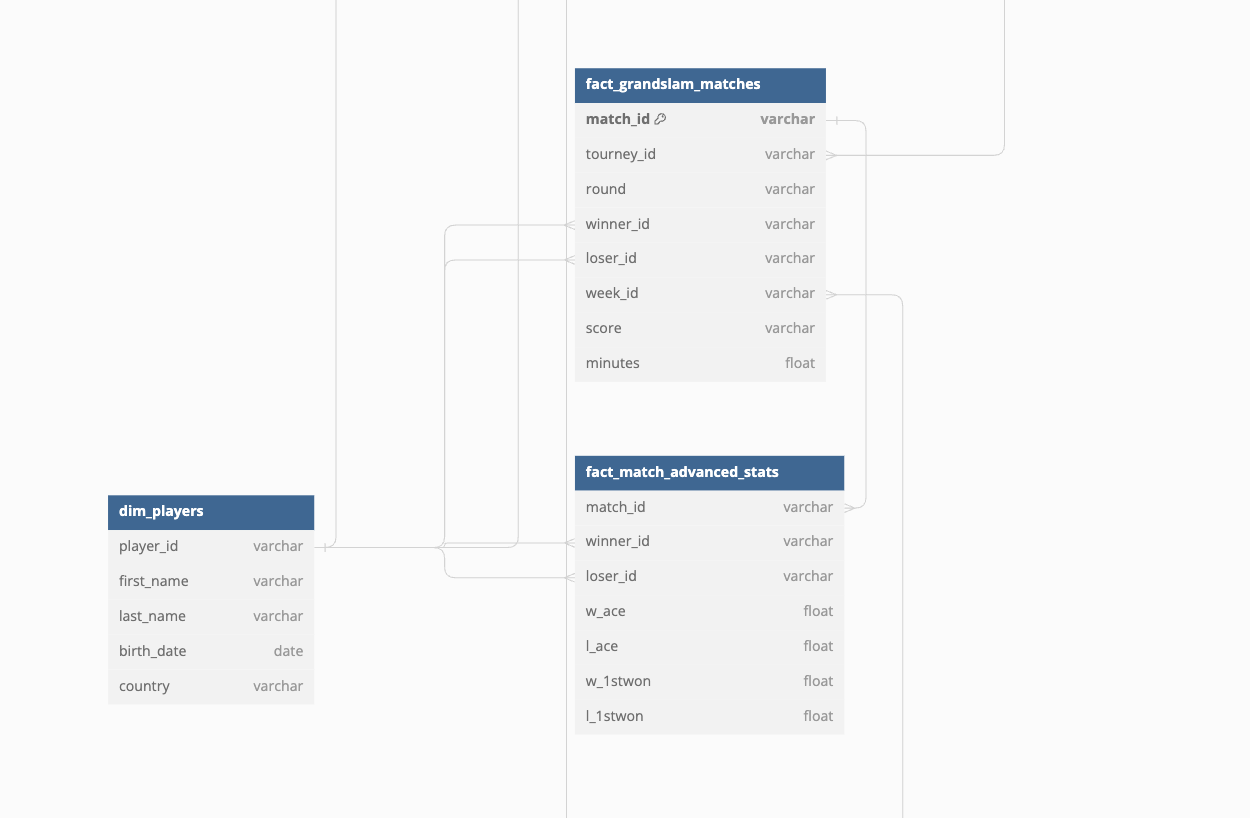 fact_grandslam_matches
match_id varchar
tourney_id varchar
round varchar
winner_id varchar
loser_id varchar
week_id varchar
score varchar
minutes float
fact_match_advanced_stats
match_id varchar
winner_id varchar
loser_id varchar
w_ace float
l_ace float
w_1stwon float
l_1stwon float
dim_players
player_id varchar
first_name varchar
last_name varchar
birth_date date
country varchar